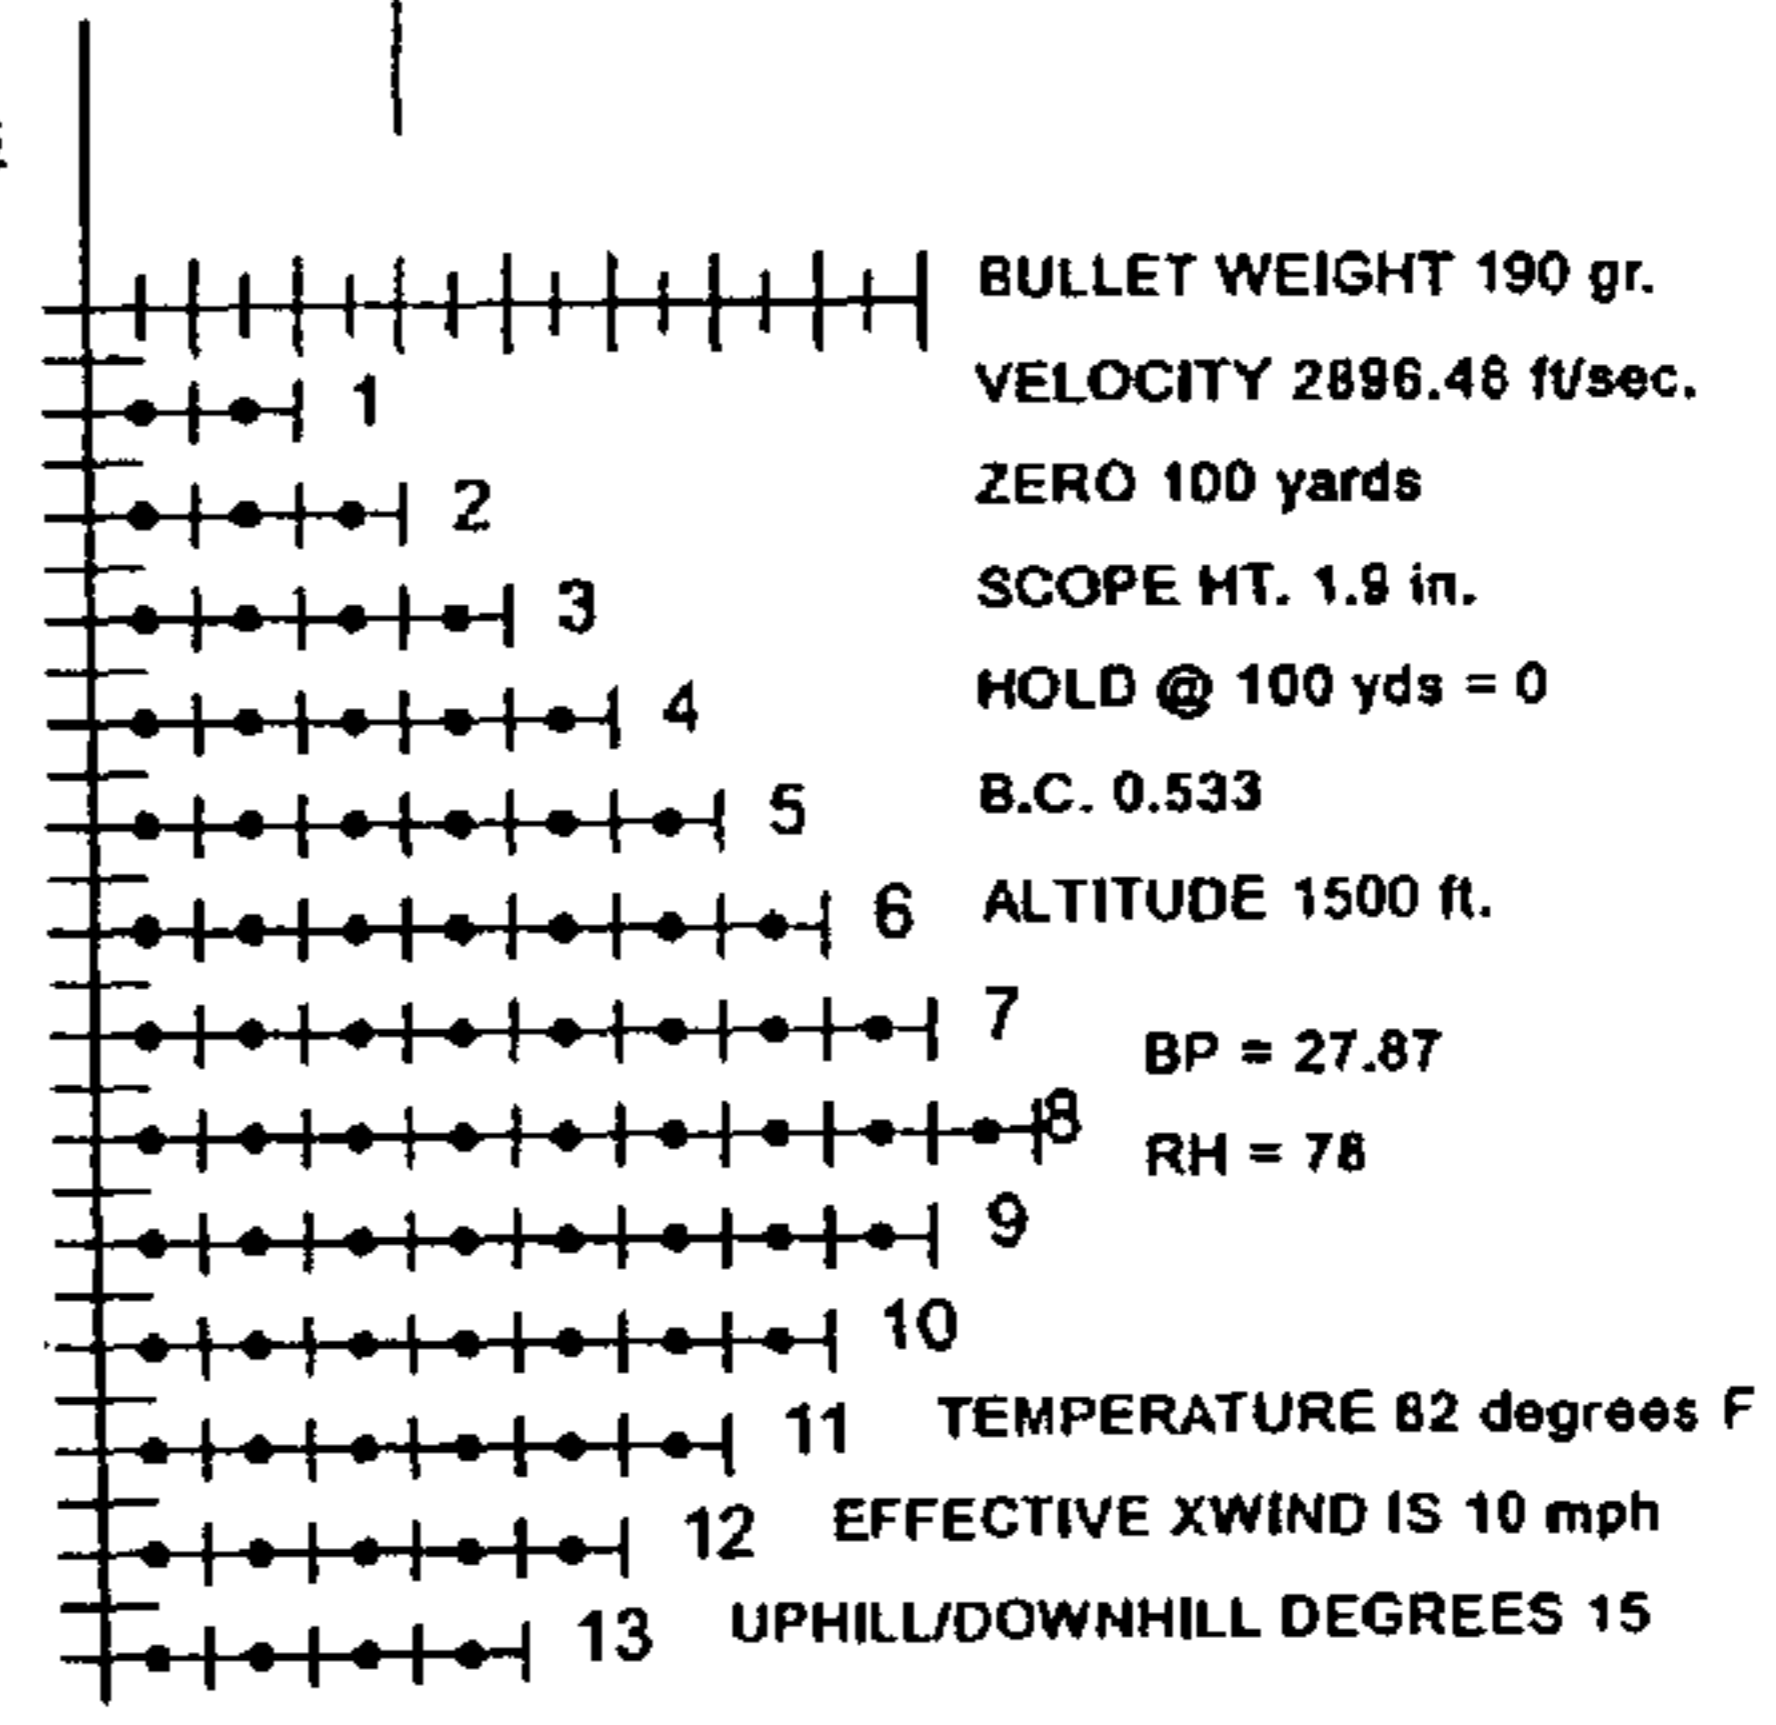 BULLET WEIGHT 190 gr.
1 VELOCITY 2896.48 ft/sec.
2 ZERO 100 yards
3 SCOPE HT. 1.9 in.
4 HOLD @ 100 yds = 0
5 B.C. 0.533
6 ALTITUDE 1500 ft.
7 BP = 27.87
8 RH = 78
9
10
11 TEMPERATURE 82 degrees F
12 EFFECTIVE XWIND IS 10 mph
13 UPHILL/DOWNHILL DEGREES 15